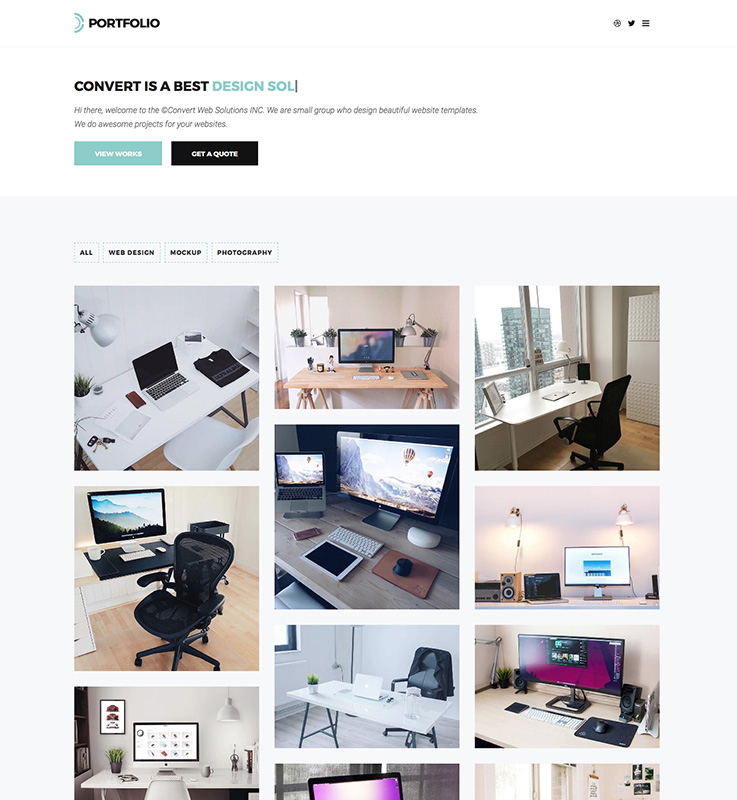 PORTFOLIO
CONVERT IS A BEST DESIGN SOL|
Hi there, welcome to the ©Convert Web Solutions INC. We are small group who design beautiful website templates.
We do awesome projects for your websites.
VIEW WORKS
GET A QUOTE
ALL
WEB DESIGN
MOCKUP
PHOTOGRAPHY